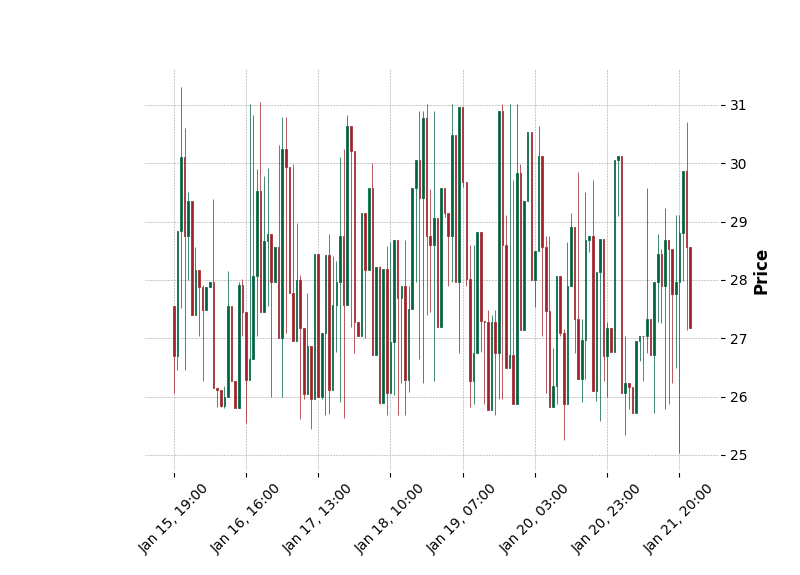 31
30
29
28
27
26
25
Price
Jan 15, 19:00
Jan 16, 16:00
Jan 17, 13:00
Jan 18, 10:00
Jan 19, 07:00
Jan 20, 03:00
Jan 20, 23:00
Jan 21, 20:00